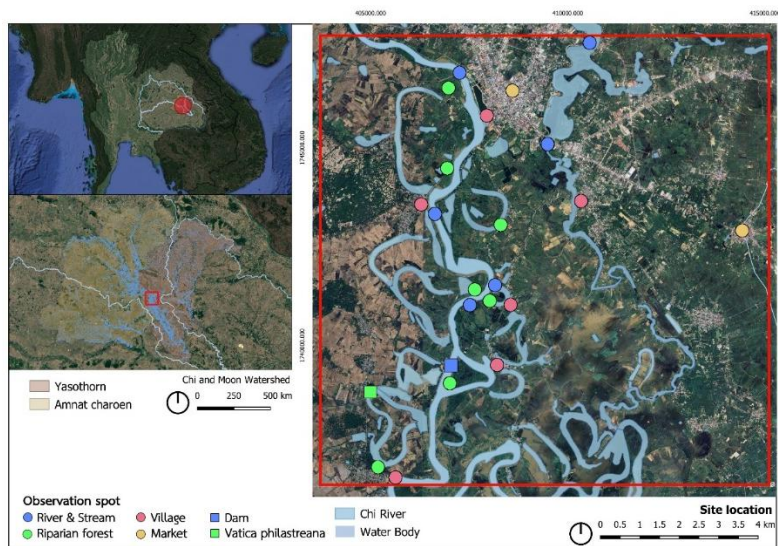 405000.000
410000.000
415000.000
1745000.000
1740000.000
Yasothorn
Amnat charoen
Chi and Moon Watershed
0 250 500 km
Observation spot
River & Stream
Village
Dam
Riparian forest
Market
Vatica philastreana
Chi River
Water Body
Site location
0 0.5 1 1.5 2 2.5 3 3.5 4 km